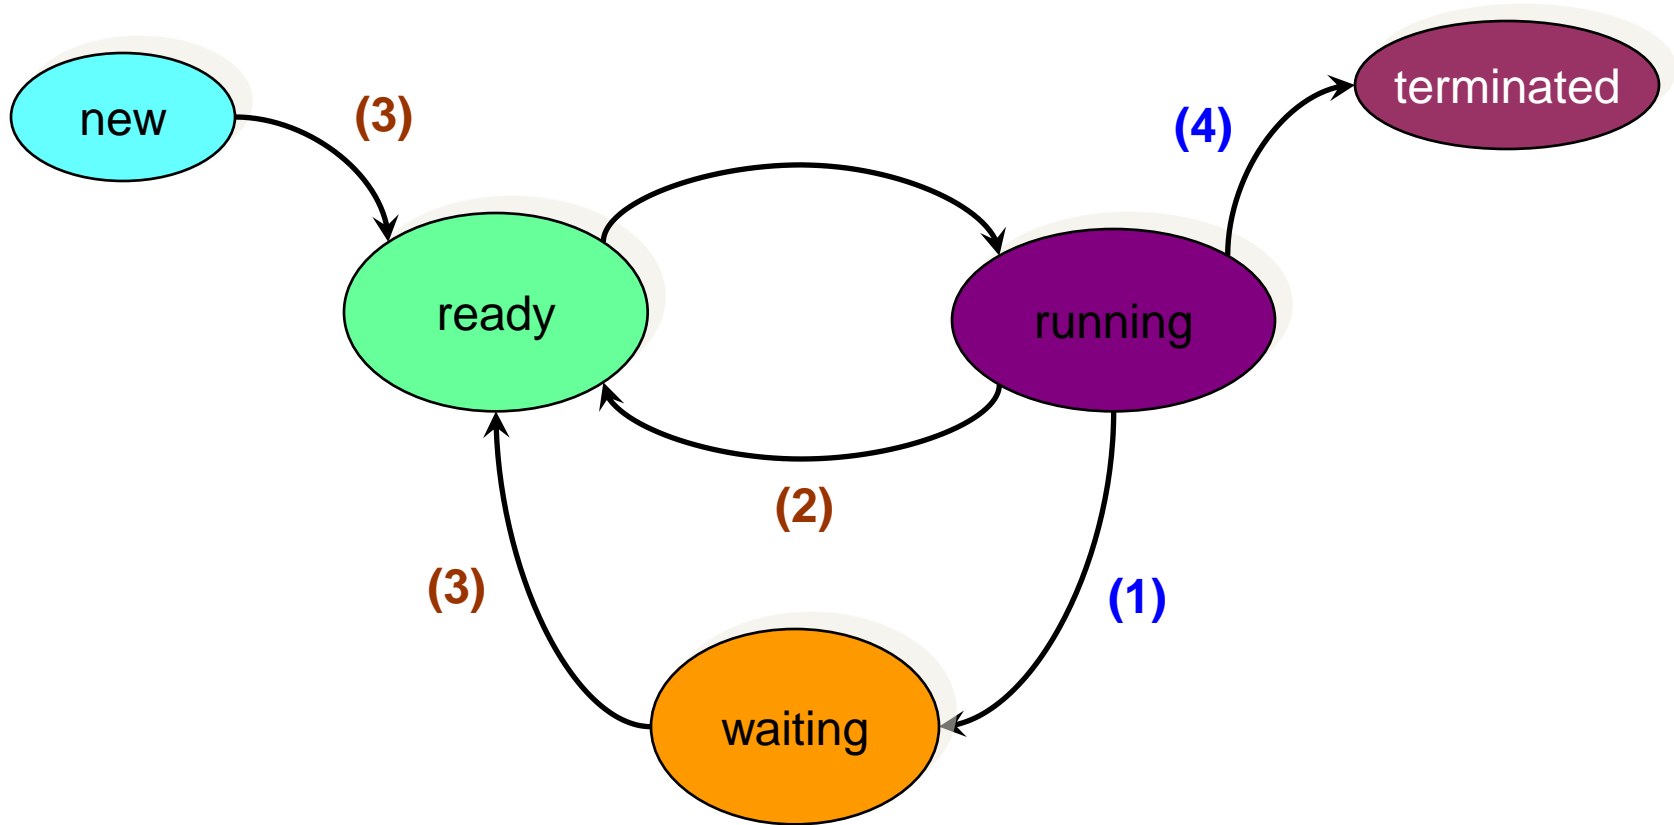 new
(3)
(4)
terminated
ready
running
(2)
(3)
(1)
waiting